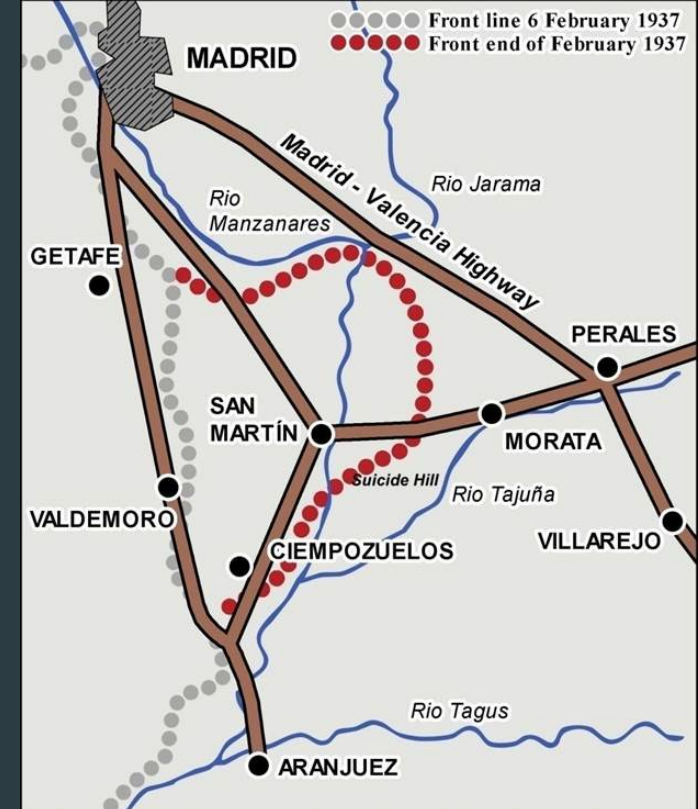 Front line 6 February 1937
Front end of February 1937
MADRID
Madrid - Valencia Highway
Rio Jarama
Rio
Manzanares
GETAFE
PERALES
SAN
MARTÍN
MORATA
Suicide Hill
Rio Tajuña
VALDEMORO
VILLAREJO
CIEMPOZUELOS
Rio Tagus
ARANJUEZ